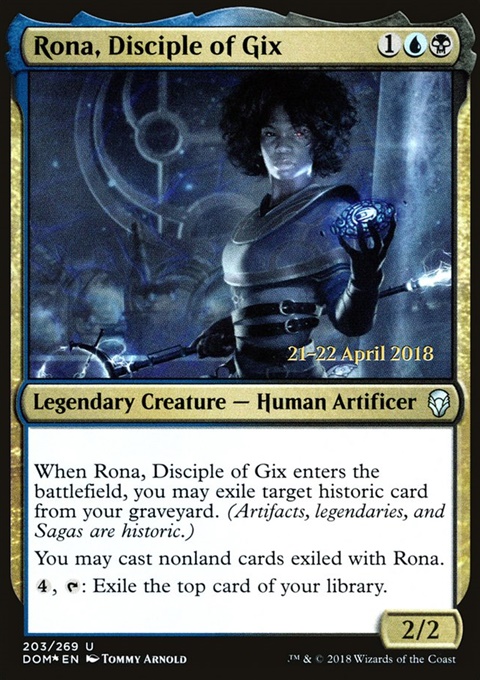 Rona, Disciple of Gix 1
21–22 April 2018
Legendary Creature — Human Artificer
When Rona, Disciple of Gix enters the
battlefield, you may exile target historic card
from your graveyard. (Artifacts, legendaries, and
Sagas are historic.)
You may cast nonland cards exiled with Rona.
4, : Exile the top card of your library.
2/2
203/269 U
DOM★EN Tommy Arnold
™ & © 2018 Wizards of the Coast